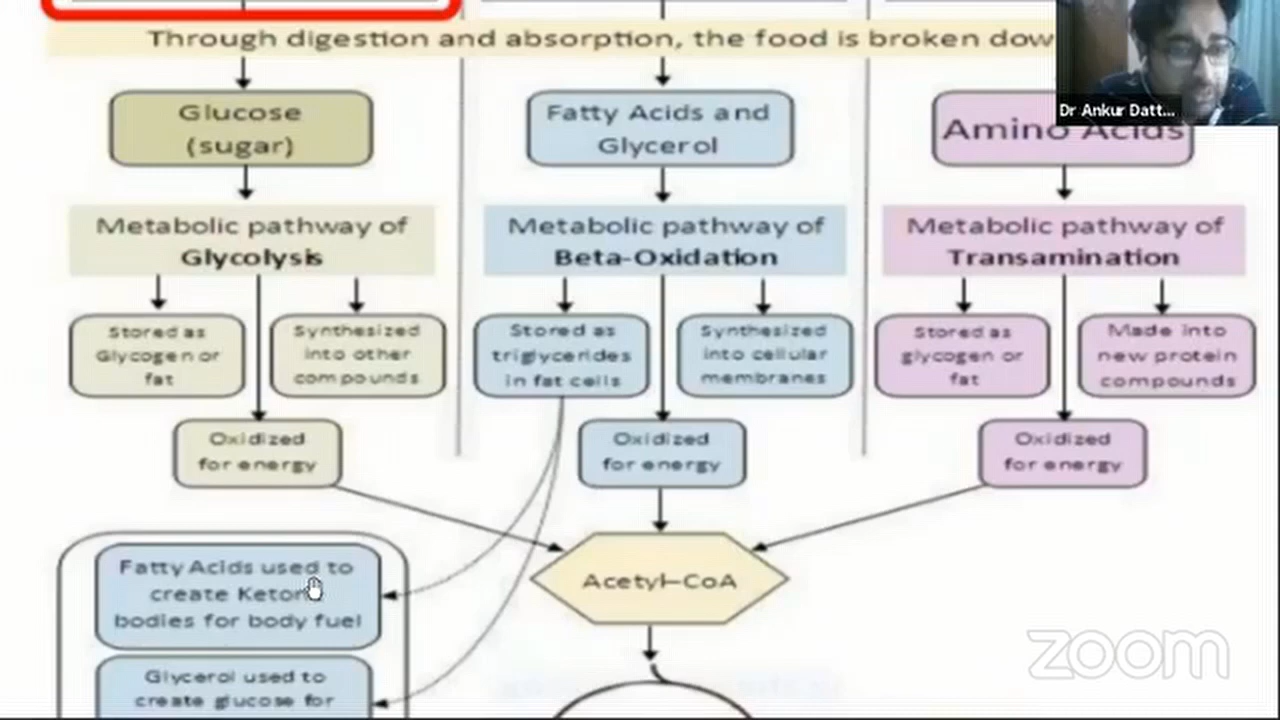 Through digestion and absorption, the food is broken dow
Dr Ankur Datt...
Glucose
(sugar)
Fatty Acids and
Glycerol
Amino Acids
Metabolic pathway of
Glycolysis
Metabolic pathway of
Beta-Oxidation
Metabolic pathway of
Transamination
Stored as
Glycogen or
fat
Synthesized
into other
compounds
Stored as
triglycerides
in fat cells
Synthesized
into cellular
membranes
Stored as
glycogen or
fat
Made into
new protein
compounds
Oxidized
for energy
Oxidized
for energy
Oxidized
for energy
Fatty Acids used to
create Keton
bodies for body fuel
Acetyl-CoA
Glycerol used to
create glucose for
zoom